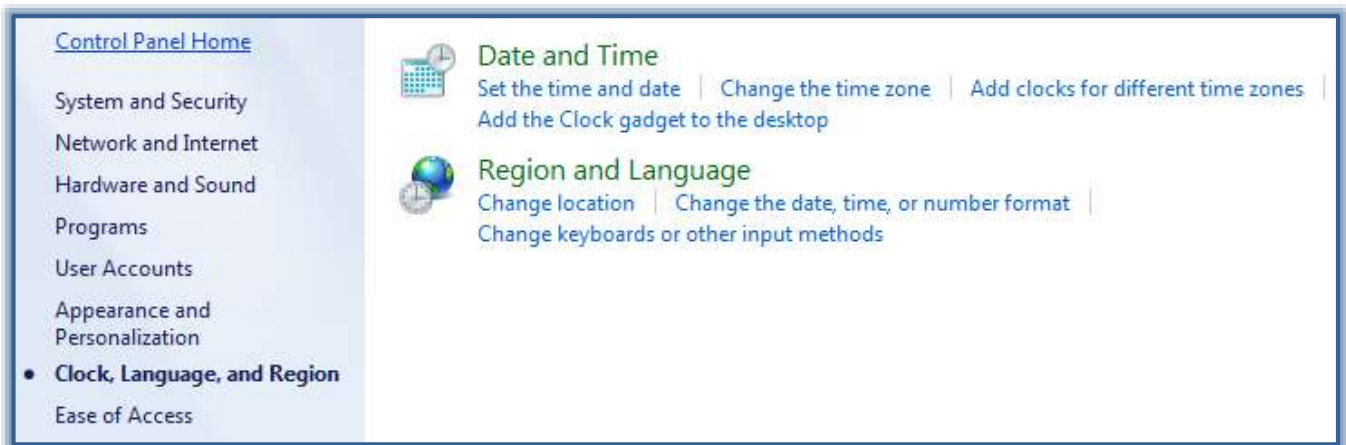 Control Panel Home
System and Security
Network and Internet
Hardware and Sound
Programs
User Accounts
Appearance and
Personalization
Clock, Language, and Region
Ease of Access
Date and Time
Set the time and date | Change the time zone | Add clocks for different time zones |
Add the Clock gadget to the desktop
Region and Language
Change location | Change the date, time, or number format |
Change keyboards or other input methods